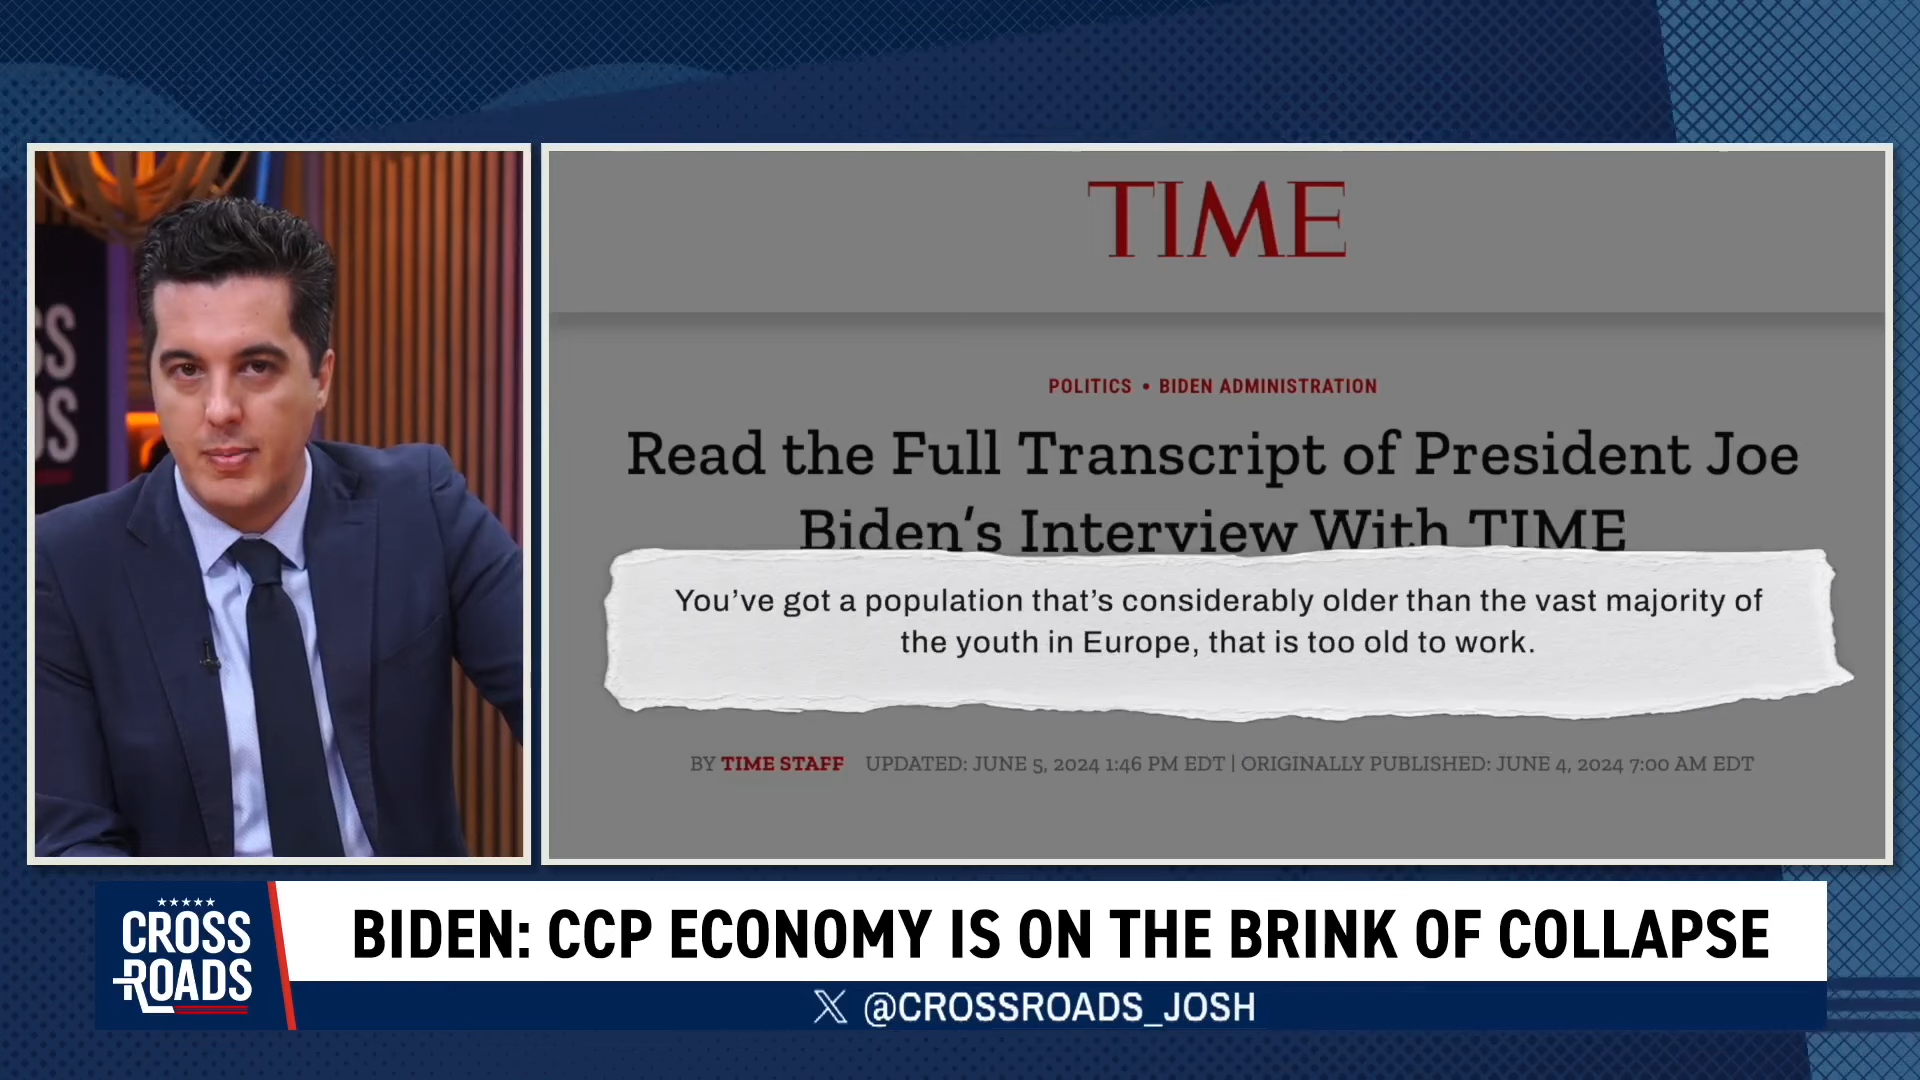 SS
DS
TIME
POLITICS • BIDEN ADMINISTRATION
Read the Full Transcript of President Joe
Biden's Interview With TIME
You've got a population that's considerably older than the vast majority of
the youth in Europe, that is too old to work.
BY TIME STAFF UPDATED: JUNE 5, 2024 1:46 PM EDT | ORIGINALLY PUBLISHED: JUNE 4, 2024 7:00 AM EDT
CROSS
ROADS
BIDEN: CCP ECONOMY IS ON THE BRINK OF COLLAPSE
X @CROSSROADS_JOSH